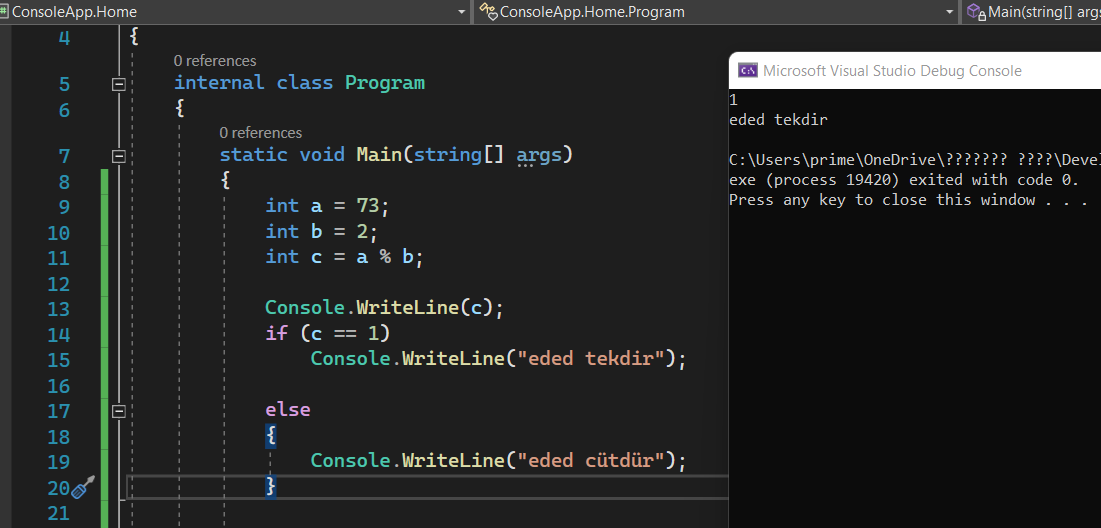 ConsoleApp.Home
ConsoleApp.Home.Program
Main(string[] args
4 {
0 references
5 internal class Program
6 {
0 references
7 static void Main(string[] args)
8 {
9 int a = 73;
10 int b = 2;
11 int c = a % b;
12
13 Console.WriteLine(c);
14 if (c == 1)
15 Console.WriteLine("eded tekdir");
16
17 else
18 {
19 Console.WriteLine("eded cütdür");
20 }
21
Microsoft Visual Studio Debug Console
1
eded tekdir
C:\Users\prime\OneDrive\??????? ????\Devel
exe (process 19420) exited with code 0.
Press any key to close this window . . .